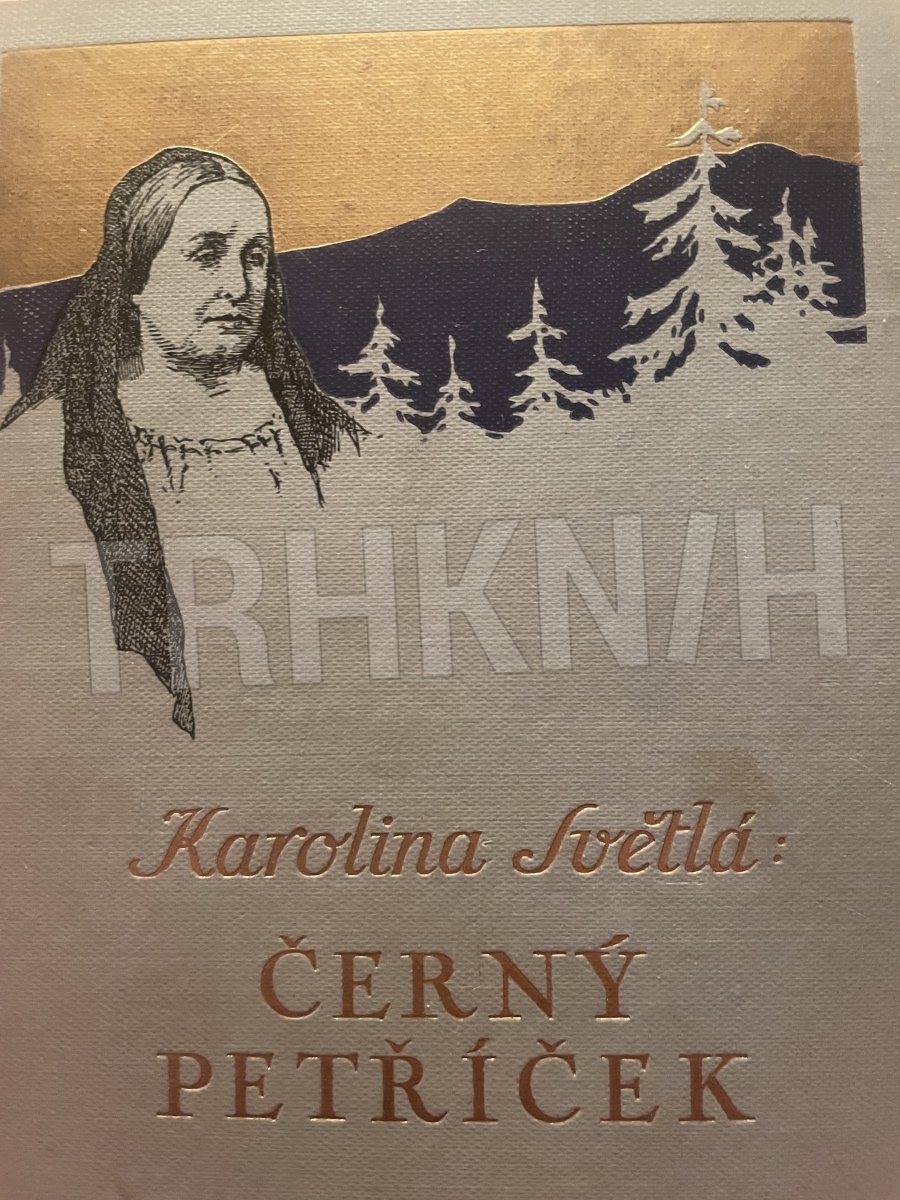 TRHKNIH
Karolina Světlá:
ČERNÝ
PETŘÍČEK